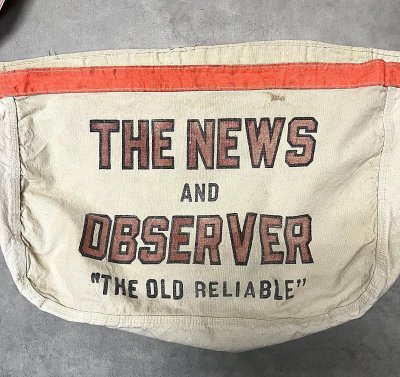 THE NEWS
AND
OBSERVER
"THE OLD RELIABLE"